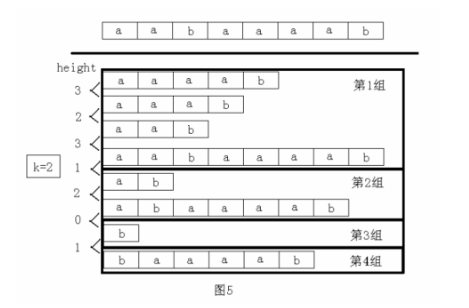 a a b a a a a b
height
a a a a b 第1组
3
a a a b
2
a a b
3
a a b a a a a b
k=2
1
a b 第2组
2
a b a a a a b
0
b 第3组
1
b a a a a b 第4组
图5